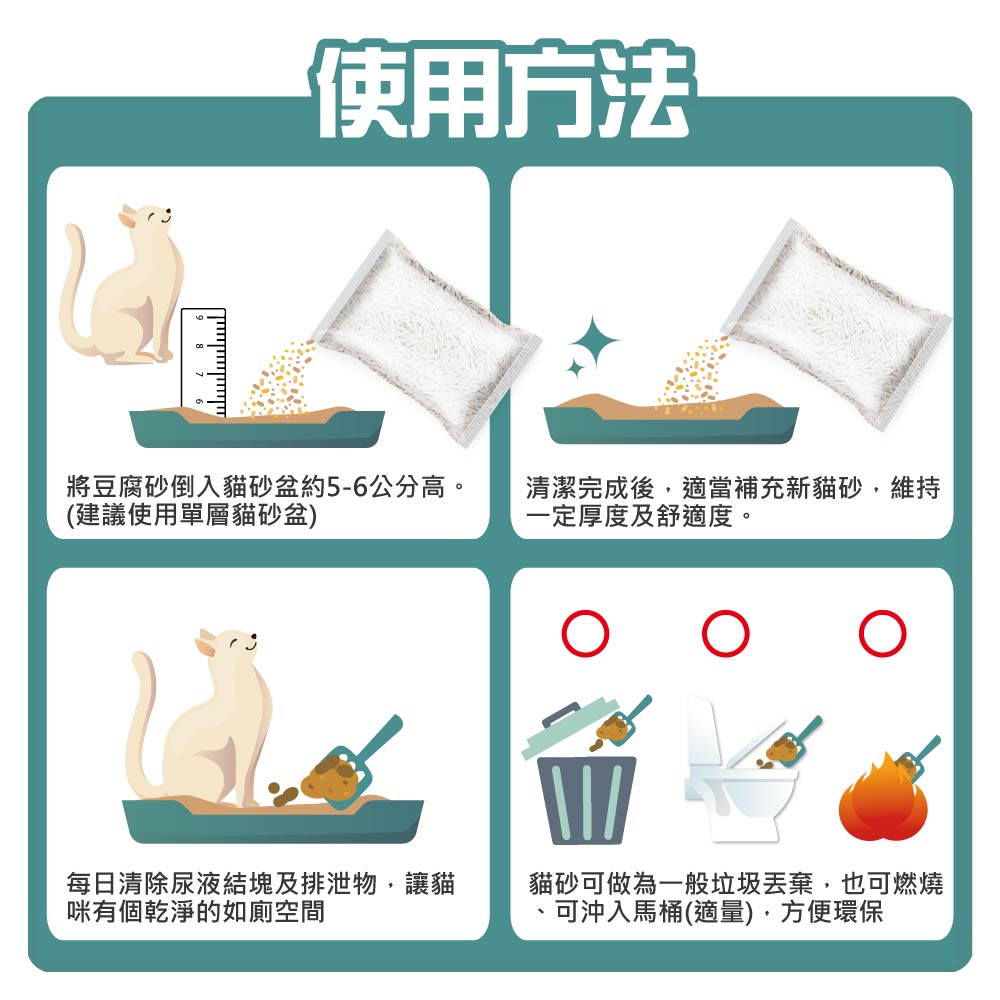 使用方法
9
8
7
6
將豆腐砂倒入貓砂盆約5-6公分高。
(建議使用單層貓砂盆)
清潔完成後，適當補充新貓砂，維持
一定厚度及舒適度。
每日清除尿液結塊及排泄物，讓貓
咪有個乾淨的如廁空間
貓砂可做為一般垃圾丟棄，也可燃燒
、可沖入馬桶(適量)，方便環保